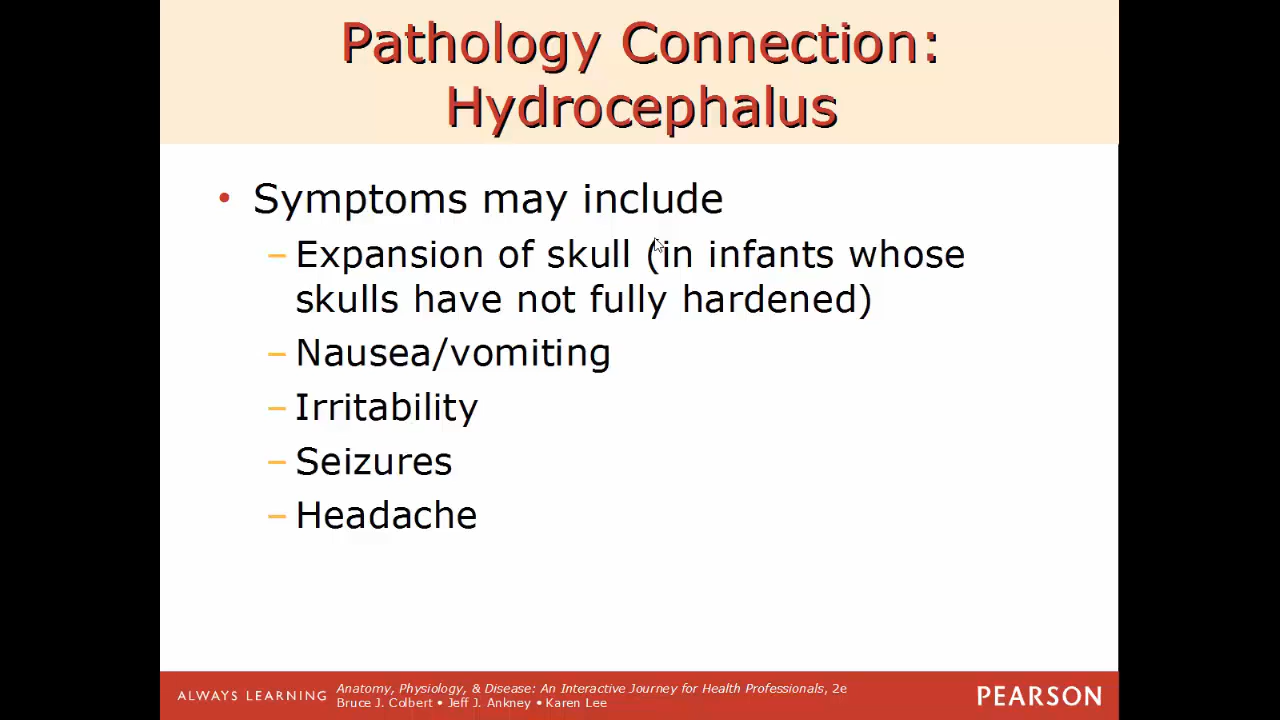 Pathology Connection:
Hydrocephalus
• Symptoms may include
– Expansion of skull (in infants whose
skulls have not fully hardened)
– Nausea/vomiting
– Irritability
– Seizures
– Headache
ALWAYS LEARNING
Anatomy, Physiology, & Disease: An Interactive Journey for Health Professionals, 2e
Bruce J. Colbert • Jeff J. Ankney • Karen Lee
PEARSON